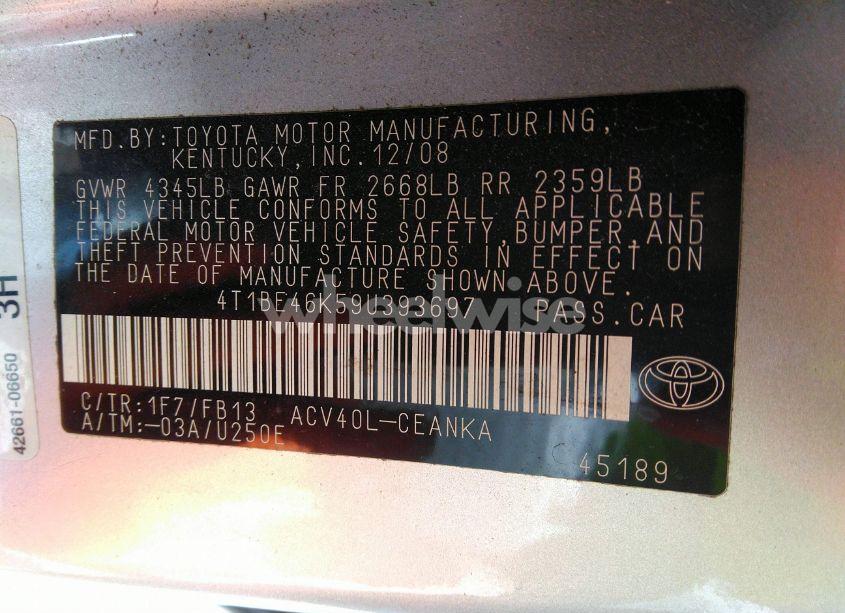 MFD.BY:TOYOTA MOTOR MANUFACTURING,
KENTUCKY,INC.12/08
GVWR 4345LB GAWR FR 2668LB RR 2359LB
THIS VEHICLE CONFORMS TO ALL APPLICABLE
FEDERAL MOTOR VEHICLE SAFETY,BUMPER,AND
THEFT PREVENTION STANDARDS IN EFFECT ON
THE DATE OF MANUFACTURE SHOWN ABOVE.
4T1BE46K59U393697 PASS.CAR
wheelwise
C/TR:1F7/FB13 ACV40L-CEANKA
A/TM:-03A/U250E
45189
3H
42661-06650